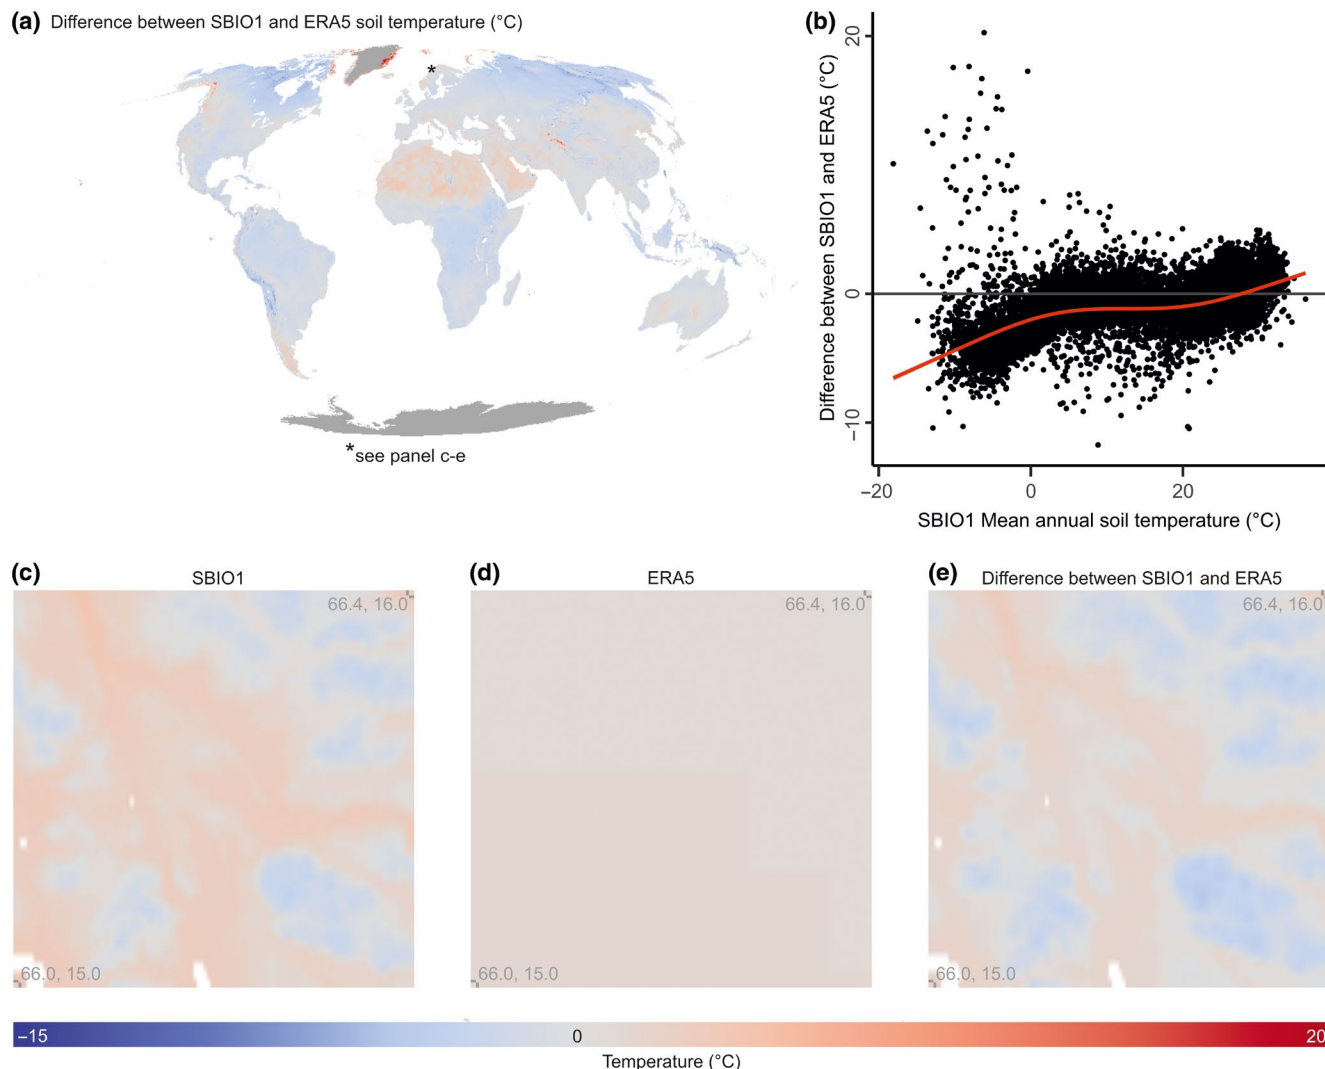 (a) Difference between SBIO1 and ERA5 soil temperature (°C)
*
*see panel c-e
(b)
Difference between SBIO1 and ERA5 (°C)
20
0
−10
−20 0 20
SBIO1 Mean annual soil temperature (°C)
(c) SBIO1
66.4, 16.0
66.0, 15.0
(d) ERA5
66.4, 16.0
66.0, 15.0
(e) Difference between SBIO1 and ERA5
66.4, 16.0
66.0, 15.0
−15 0 20
Temperature (°C)